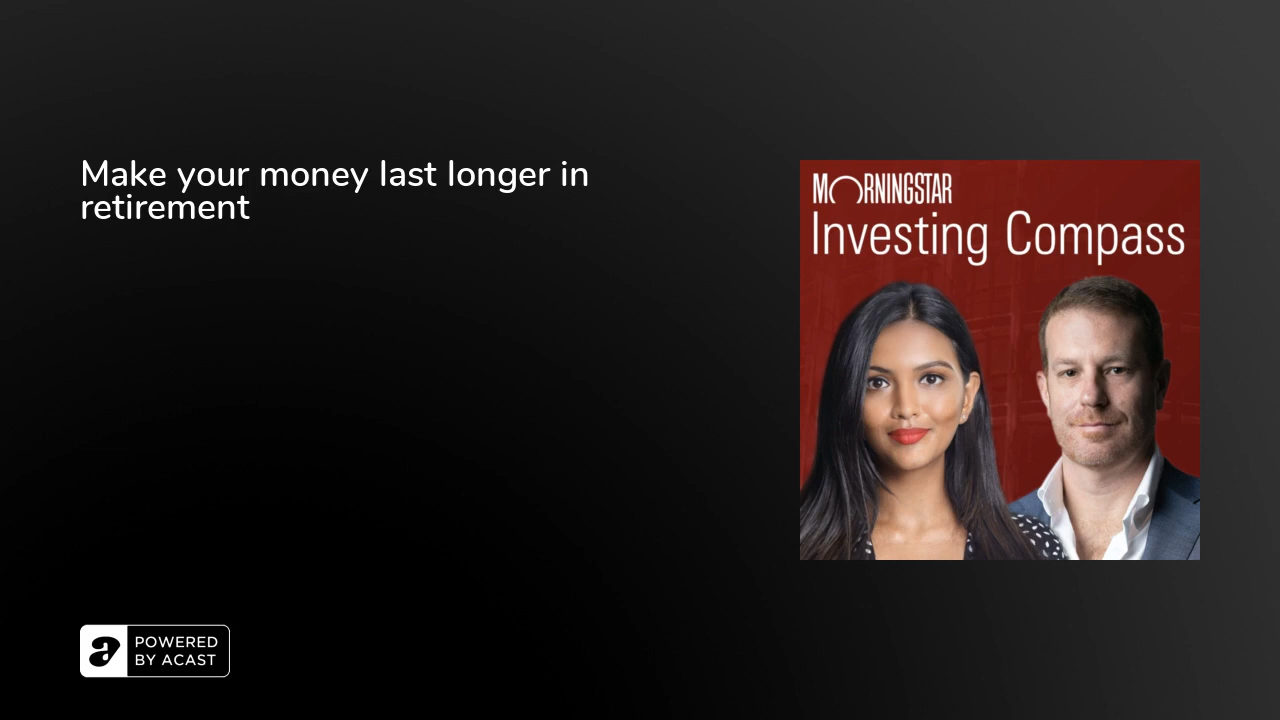 Make your money last longer in
retirement
MORNINGSTAR
Investing Compass
a POWERED
BY ACAST